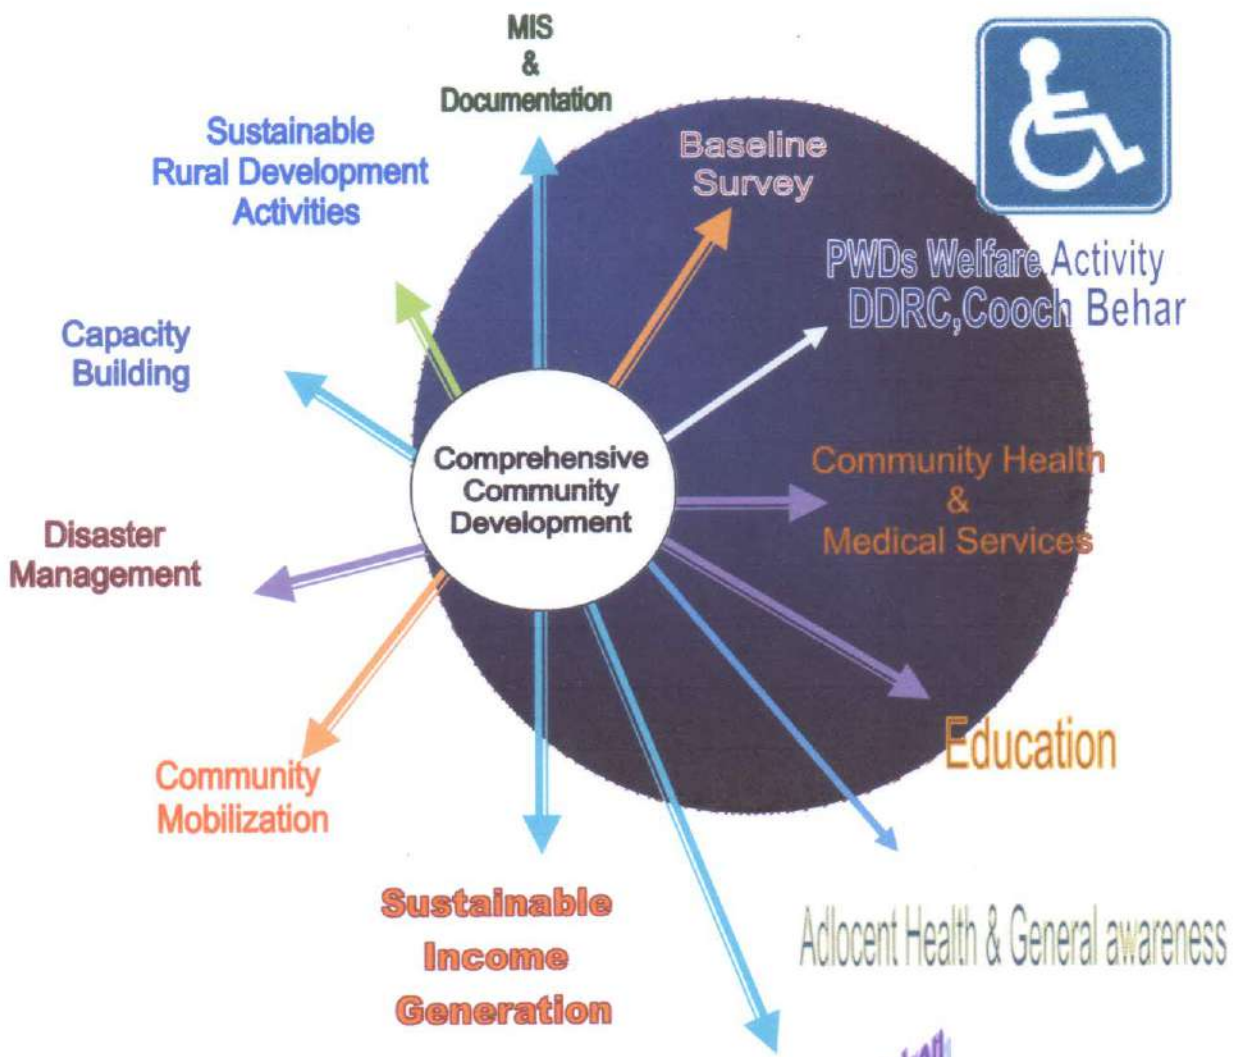 MIS
&
Documentation
Sustainable
Rural Development
Activities
Baseline
Survey
PWDs Welfare Activity
DDRC,Cooch Behar
Capacity
Building
Comprehensive
Community
Development
Community Health
&
Medical Services
Disaster
Management
Education
Community
Mobilization
Sustainable
Income
Generation
Adlocent Health & General awareness